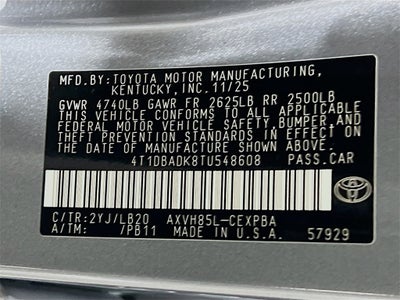 MFD.BY:TOYOTA MOTOR MANUFACTURING,
KENTUCKY,INC.11/25
GVWR 4740LB GAWR FR 2625LB RR 2500LB
THIS VEHICLE CONFORMS TO ALL APPLICABLE
FEDERAL MOTOR VEHICLE SAFETY, BUMPER, AND
THEFT PREVENTION STANDARDS IN EFFECT ON
THE DATE OF MANUFACTURE SHOWN ABOVE.
4T1DBADK8TU548608 PASS.CAR
C/TR:2YJ/LB20 AXVH85L-CEXPBA
A/TM: /PB11 MADE IN U.S.A.
TOYOTA
57929